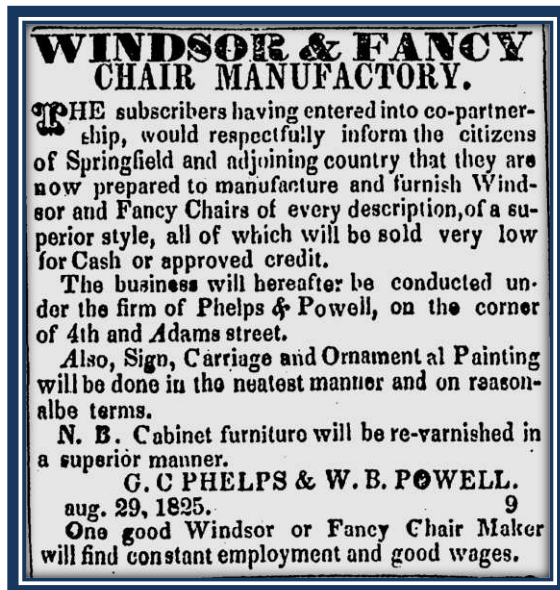 WINDSOR & FANCY
CHAIR MANUFACTORY.
THE subscribers having entered into co-partner-
ship, would respectfully inform the citizens
of Springfield and adjoining country that they are
now prepared to manufacture and furnish Wind-
sor and Fancy Chairs of every description,of a su-
perior style, all of which will be sold very low
for Cash or approved credit.
The business will hereafter be conducted un-
der the firm of Phelps & Powell, on the corner
of 4th and Adams street.
Also, Sign, Carriage and Ornament al Painting
will be done in the neatest manner and on reason-
albe terms.
N. B. Cabinet furniture will be re-varnished in
a superior manner.
G. C PHELPS & W. B. POWELL.
aug. 29, 1825. 9
One good Windsor or Fancy Chair Maker
will find constant employment and good wages.